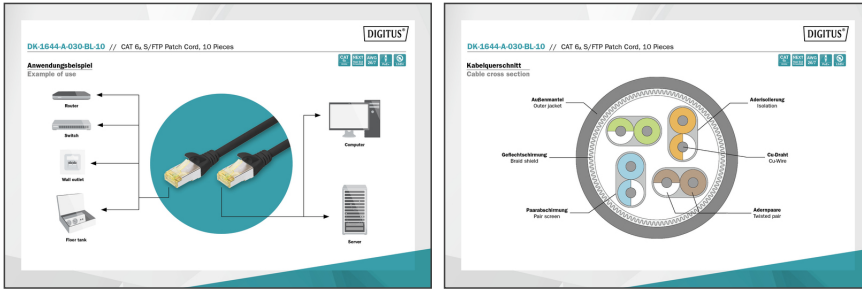 DIGITUS®
DK-1644-A-030-BL-10 // CAT 6A S/FTP Patch Cord, 10 Pieces
Anwendungsbeispiel
Example of use
Router
Switch
Wall outlet
Floor tank
Computer
Server
DIGITUS®
DK-1644-A-030-BL-10 // CAT 6A S/FTP Patch Cord, 10 Pieces
Kabelquerschnitt
Cable cross section
Außenmantel
Outer jacket
Geflechtschirmung
Braid shield
Paarabschirmung
Pair screen
Aderisolierung
Isolation
Cu-Draht
Cu-Wire
Adernpaare
Twisted pair